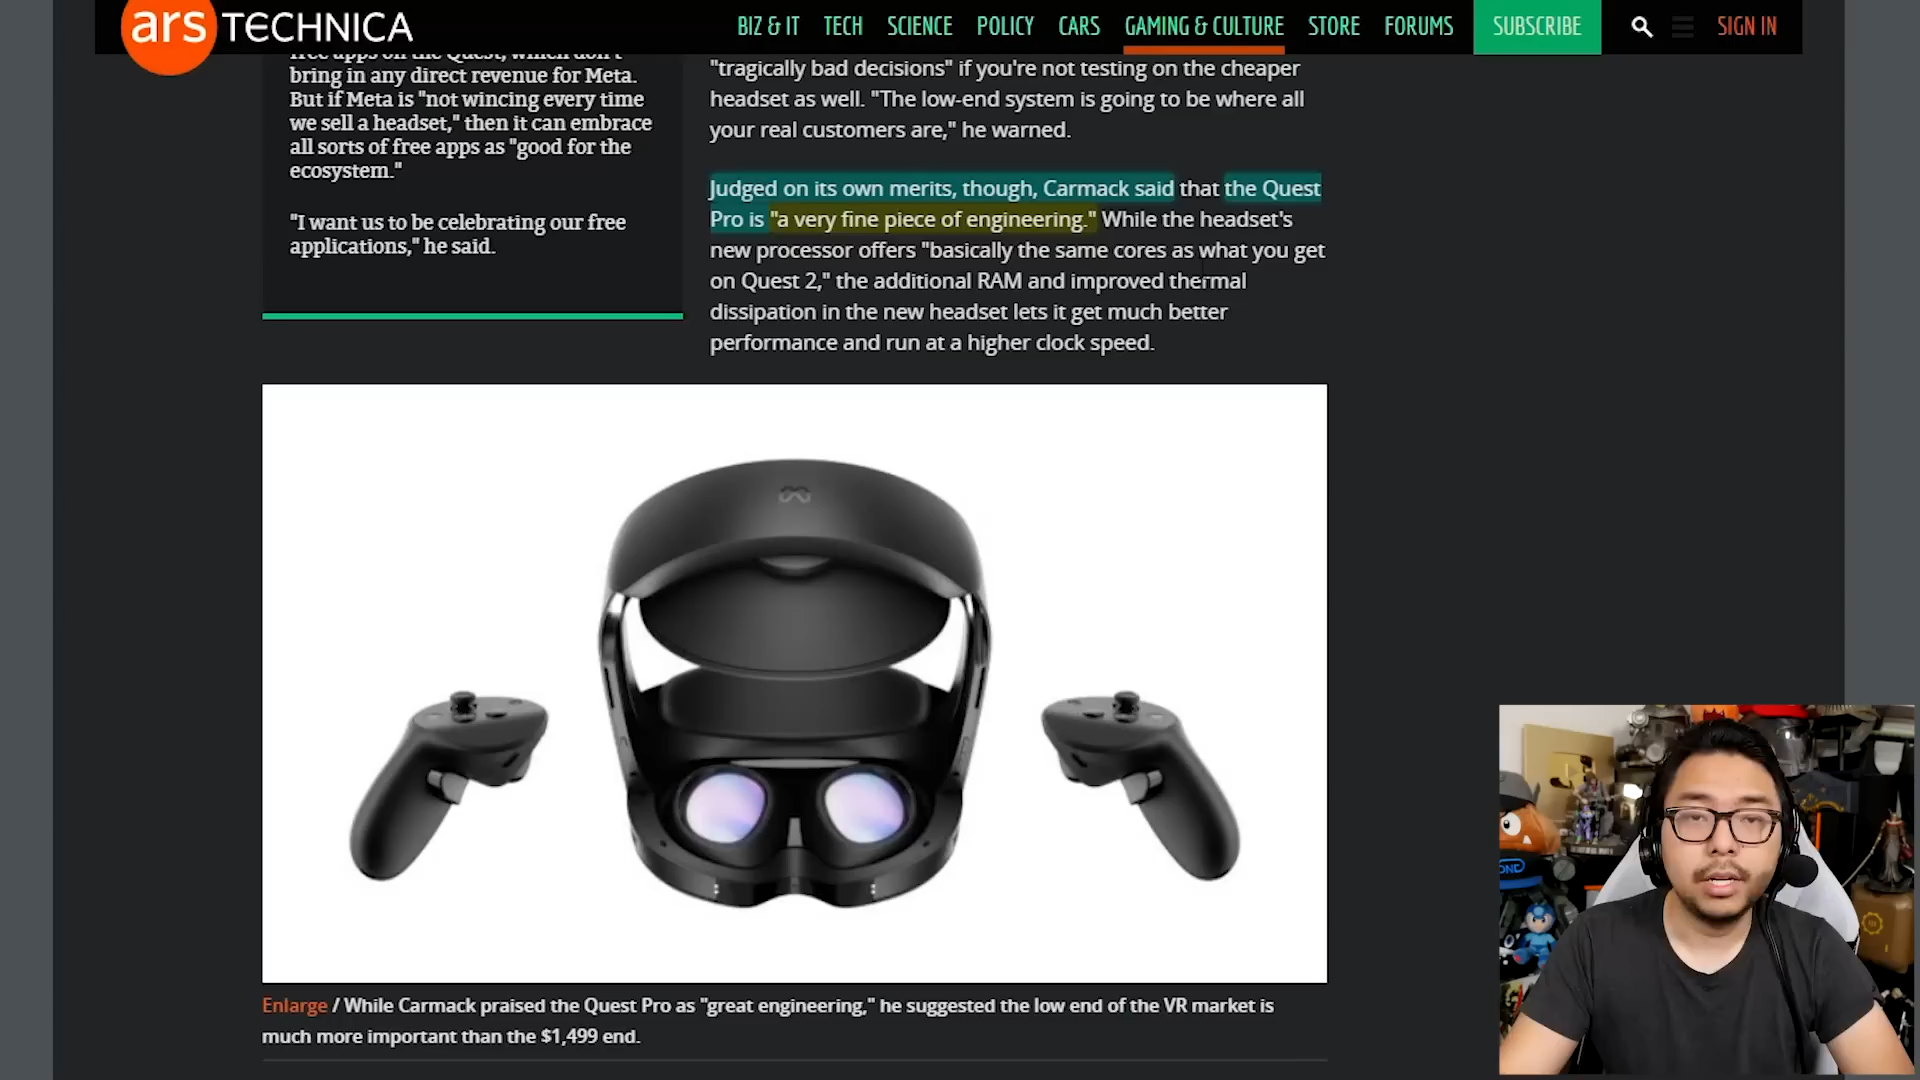 ars TECHNICA
BIZ & IT TECH SCIENCE POLICY CARS GAMING & CULTURE STORE FORUMS SUBSCRIBE SIGN IN
free apps on the Quest, which don't
bring in any direct revenue for Meta.
But if Meta is "not wincing every time
we sell a headset," then it can embrace
all sorts of free apps as "good for the
ecosystem."
"I want us to be celebrating our free
applications," he said.
"tragically bad decisions" if you're not testing on the cheaper
headset as well. "The low-end system is going to be where all
your real customers are," he warned.
Judged on its own merits, though, Carmack said that the Quest
Pro is "a very fine piece of engineering." While the headset's
new processor offers "basically the same cores as what you get
on Quest 2," the additional RAM and improved thermal
dissipation in the new headset lets it get much better
performance and run at a higher clock speed.
Enlarge / While Carmack praised the Quest Pro as "great engineering," he suggested the low end of the VR market is
much more important than the $1,499 end.